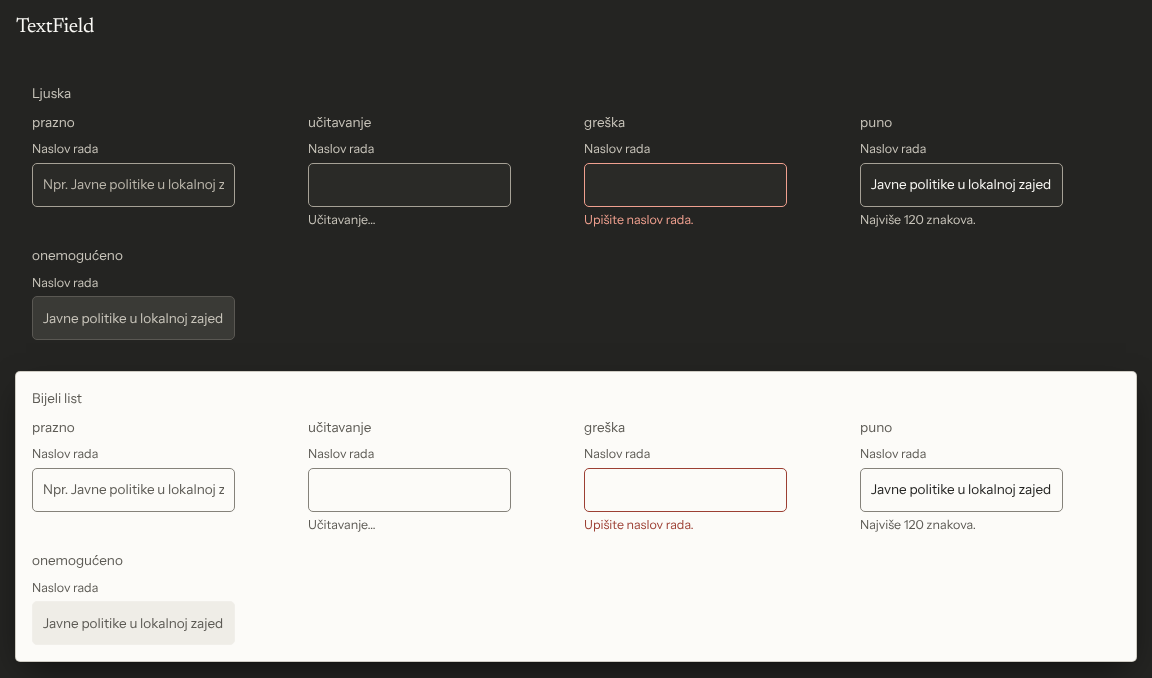 TextField
Ljuska
prazno
učitavanje
greška
puno
Naslov rada
Naslov rada
Naslov rada
Naslov rada
Npr. Javne politike u lokalnoj z
Javne politike u lokalnoj zajed
Učitavanje…
Upišite naslov rada.
Najviše 120 znakova.
onemogućeno
Naslov rada
Javne politike u lokalnoj zajed
Bijeli list
prazno
učitavanje
greška
puno
Naslov rada
Naslov rada
Naslov rada
Naslov rada
Npr. Javne politike u lokalnoj z
Javne politike u lokalnoj zajed
Učitavanje…
Upišite naslov rada.
Najviše 120 znakova.
onemogućeno
Naslov rada
Javne politike u lokalnoj zajed